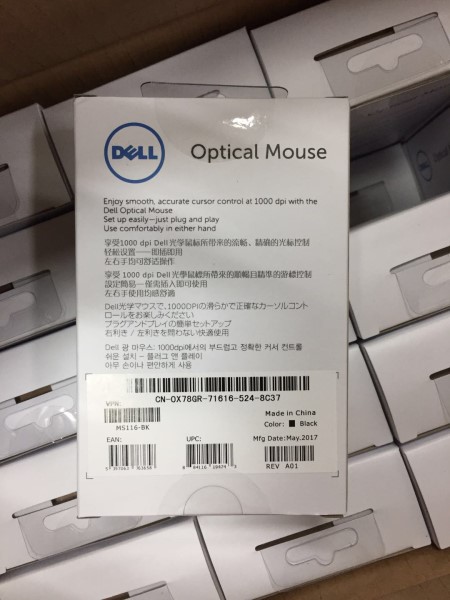 DELL
Optical Mouse
Enjoy smooth, accurate cursor control at 1000 dpi with the
Dell Optical Mouse
Set up easily—just plug and play
Use comfortably in either hand
享受1000 dpi Dell光学鼠标所带来的流畅、精确的光标控制
轻松设置——即插即用
左右手均可舒适操作
享受 1000 dpi Dell光學鼠標所帶來的順暢且精準的游標控制
設定簡易—僅需插入即可使用
左右手使用均感舒適
Dell光学マウスで、1000DPIの滑らかで正確なカーソルコント
ロールをお楽しみください
プラグアンドプレイの簡単セットアップ
右利き / 左利きを問わない快適使用
Dell 광 마우스: 1000dpi에서의 부드럽고 정확한 커서 컨트롤
쉬운 설치 – 플러그 앤 플레이
아무 손이나 편안하게 사용
CN-0X78GR-71616-524-8C37
VPN:
MS116-BK
Made in China
Color: Black
EAN:
UPC:
Mfg Date: May.2017
REV A01